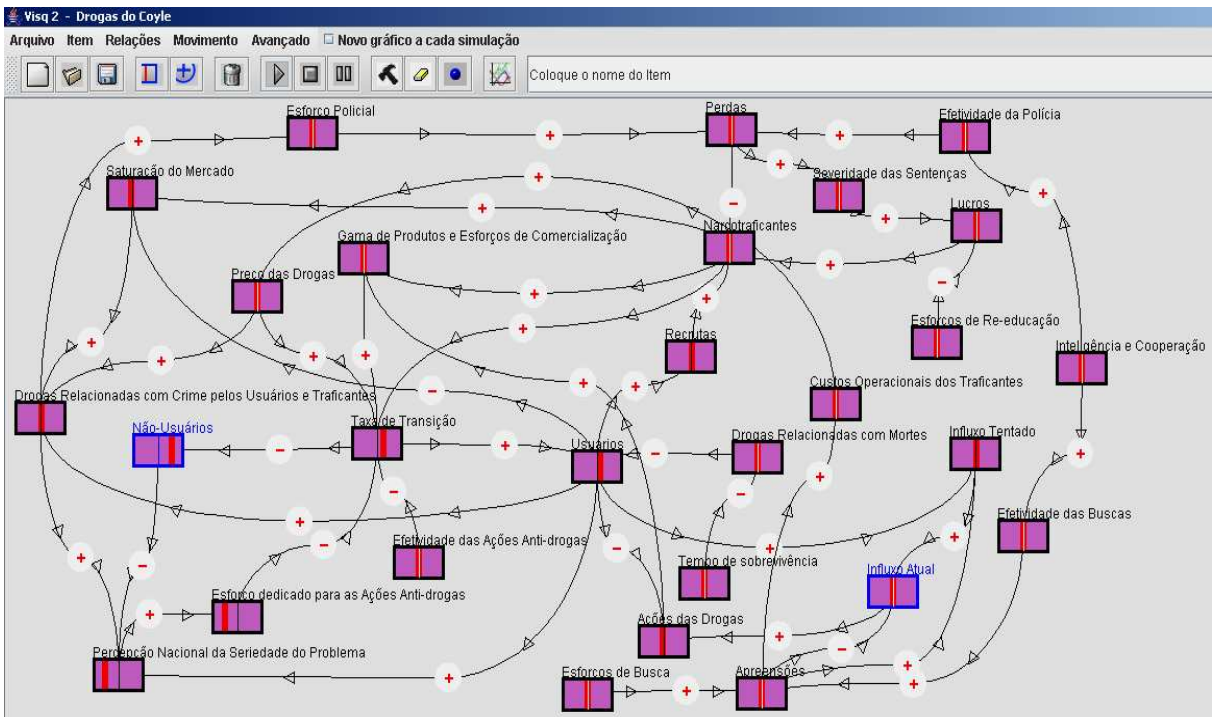 Visq 2 - Drogas do Coyle
Arquivo Item Relações Movimento Avançado Novo gráfico a cada simulação
Coloque o nome do Item
Esforço Policial
Perdas
Efetividade da Polícia
Saturação do Mercado
Severidade das Sentenças
Lucros
Narcotraficantes
Gama de Produtos e Esforços de Comercialização
Preço das Drogas
Esforços de Re-educação
Recrutas
Inteligência e Cooperação
Custos Operacionais dos Traficantes
Drogas Relacionadas com Crime pelos Usuários e Traficantes
Não-Usuários
Taxa de Transição
Usuários
Drogas Relacionadas com Mortes
Influxo Tentado
Efetividade das Buscas
Efetividade das Ações Anti-drogas
Tempo de sobrevivência
Influxo Atual
Esforço dedicado para as Ações Anti-drogas
Ações das Drogas
Percepção Nacional da Seriedade do Problema
Esforços de Busca
Apreensões